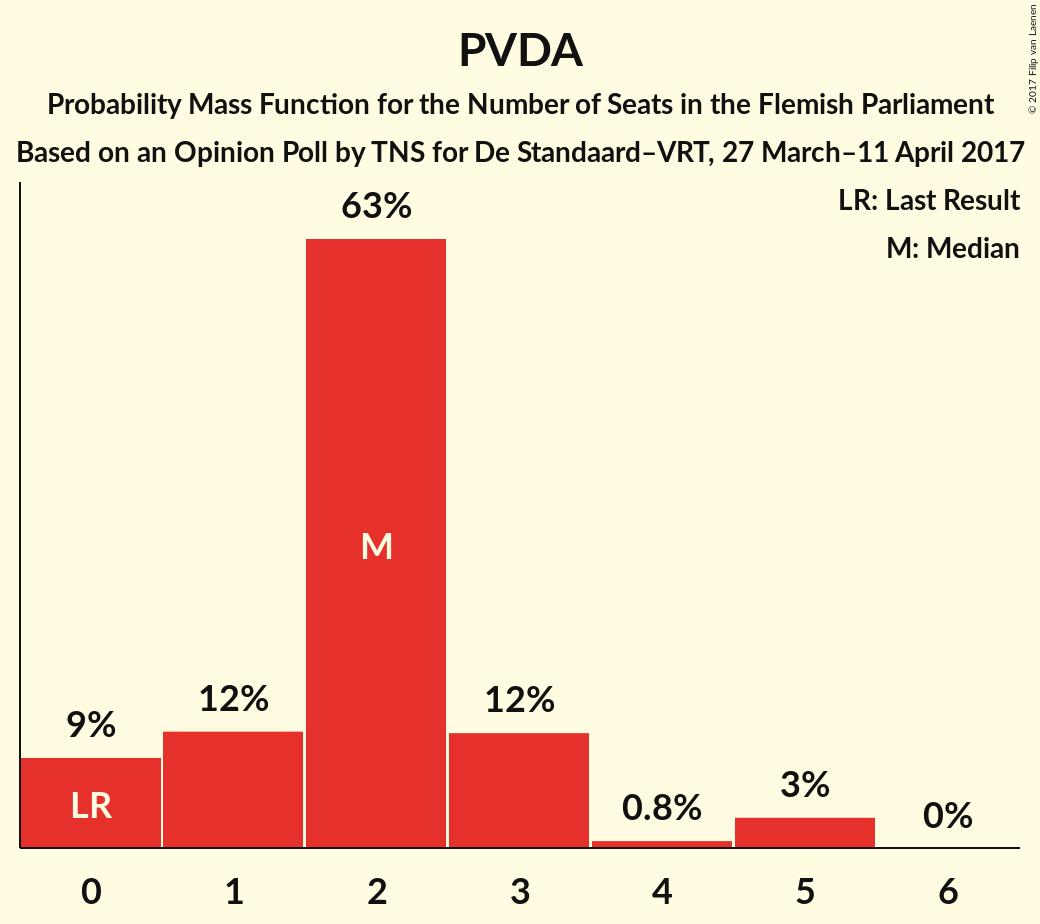 PVDA
Probability Mass Function for the Number of Seats in the Flemish Parliament
Based on an Opinion Poll by TNS for De Standaard–VRT, 27 March–11 April 2017
© 2017 Filip van Laenen
LR: Last Result
M: Median
63%
M
12%
12%
9%
LR
0.8%
3%
0%
0 1 2 3 4 5 6